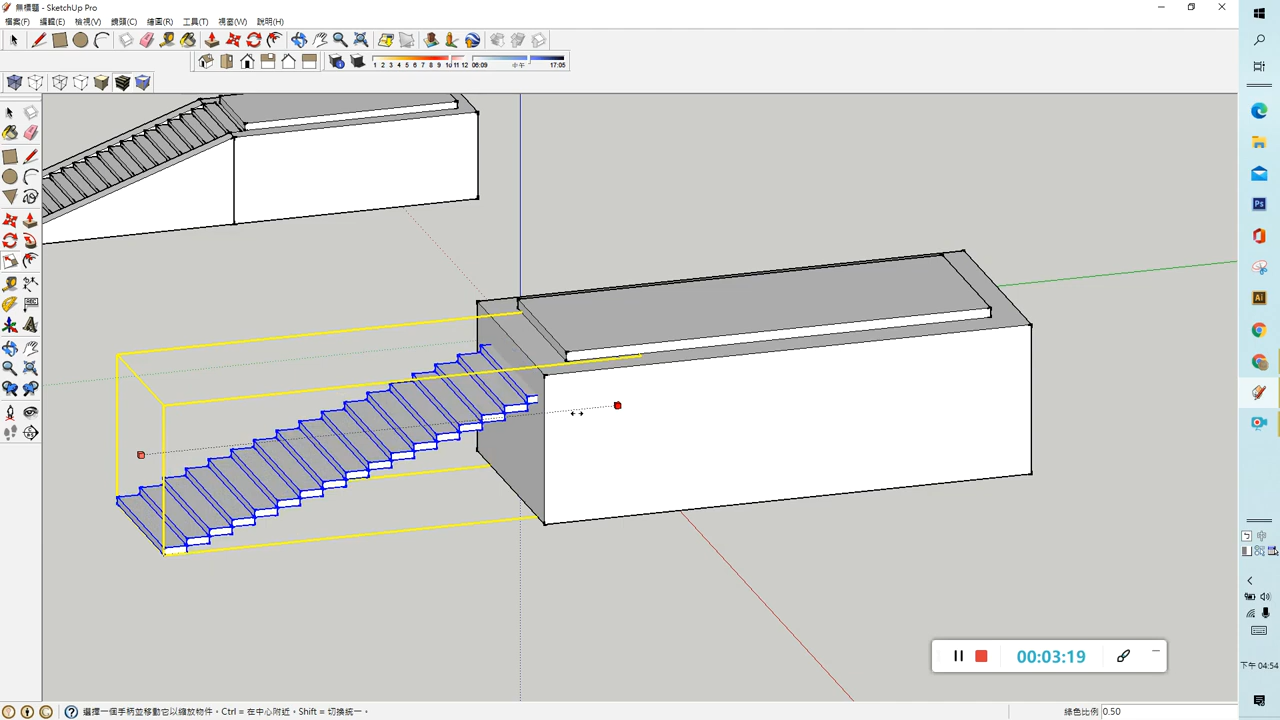 無標題 - SketchUp Pro
檔案(F) 編輯(E) 檢視(V) 鏡頭(C) 繪圖(R) 工具(T) 視窗(W) 說明(H)
1 2 3 4 5 6 7 8 9 10 11 12 06:09 中午 17:05
00:03:19
下午 04:54
選擇一個手柄並移動它以縮放物件。Ctrl = 在中心附近。Shift = 切換統一。
綠色比例 0.50